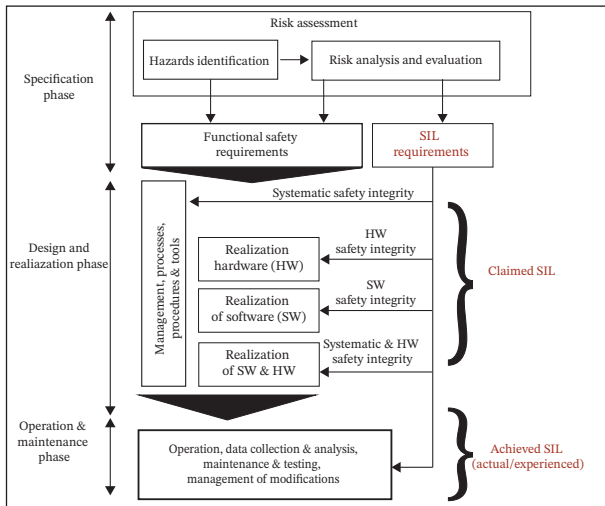 Risk assessment
Hazards identification
Risk analysis and evaluation
Specification
phase
Functional safety
requirements
SIL
requirements
Systematic safety integrity
Management, processes,
procedures & tools
Design and
realiazation phase
HW
safety integrity
Realization
hardware (HW)
Claimed SIL
SW
safety integrity
Realization
of software (SW)
Systematic & HW
safety integrity
Realization
of SW & HW
Operation &
maintenance
phase
Operation, data collection & analysis,
maintenance & testing,
management of modifications
Achieved SIL
(actual/experienced)